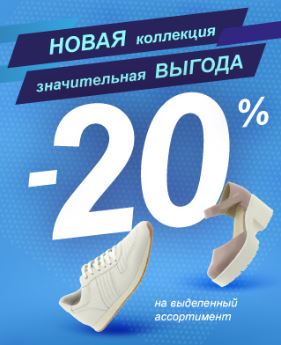 НОВАЯ коллекция
значительная ВЫГОДА
-20%
на выделенный
ассортимент